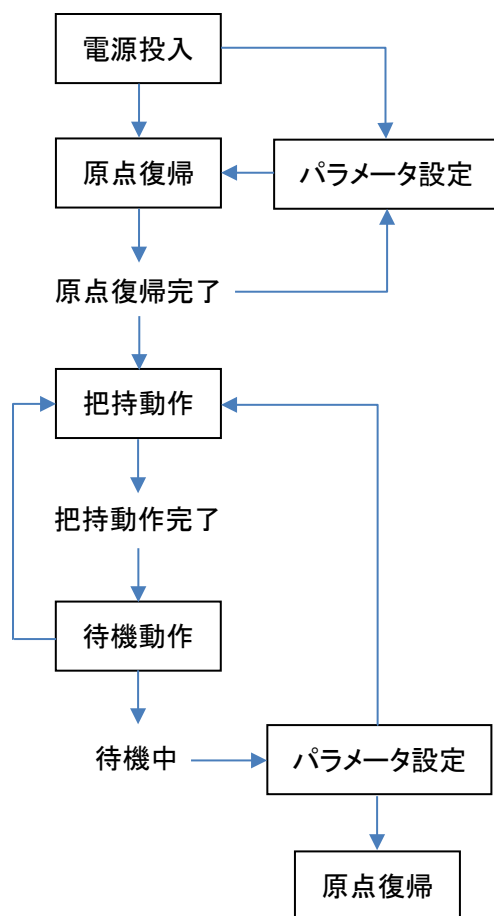 電源投入
原点復帰
パラメータ設定
原点復帰完了
把持動作
把持動作完了
待機動作
待機中
パラメータ設定
原点復帰